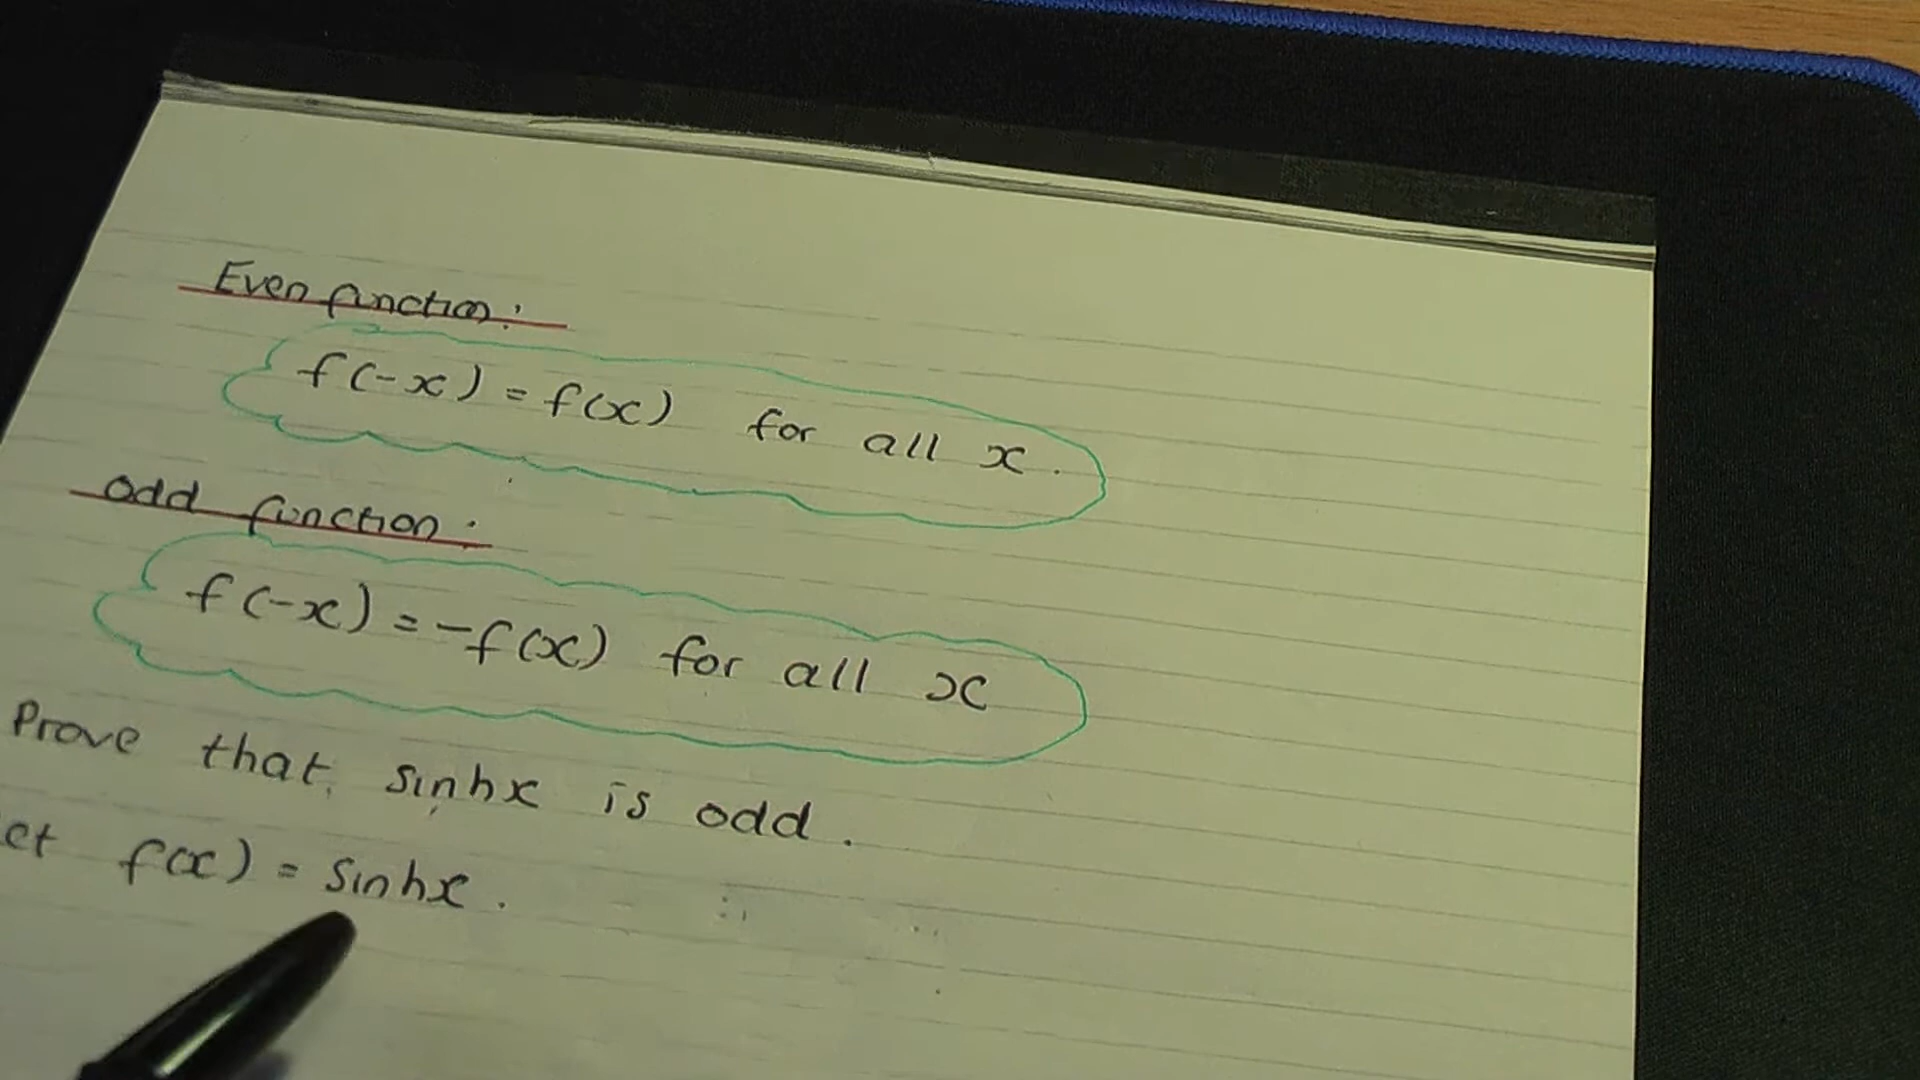 Even function:
f(-x) = f(x) for all x.
odd function.
f(-x) = -f(x) for all x
Prove that sinhx is odd.
et f(x) = sinhx.